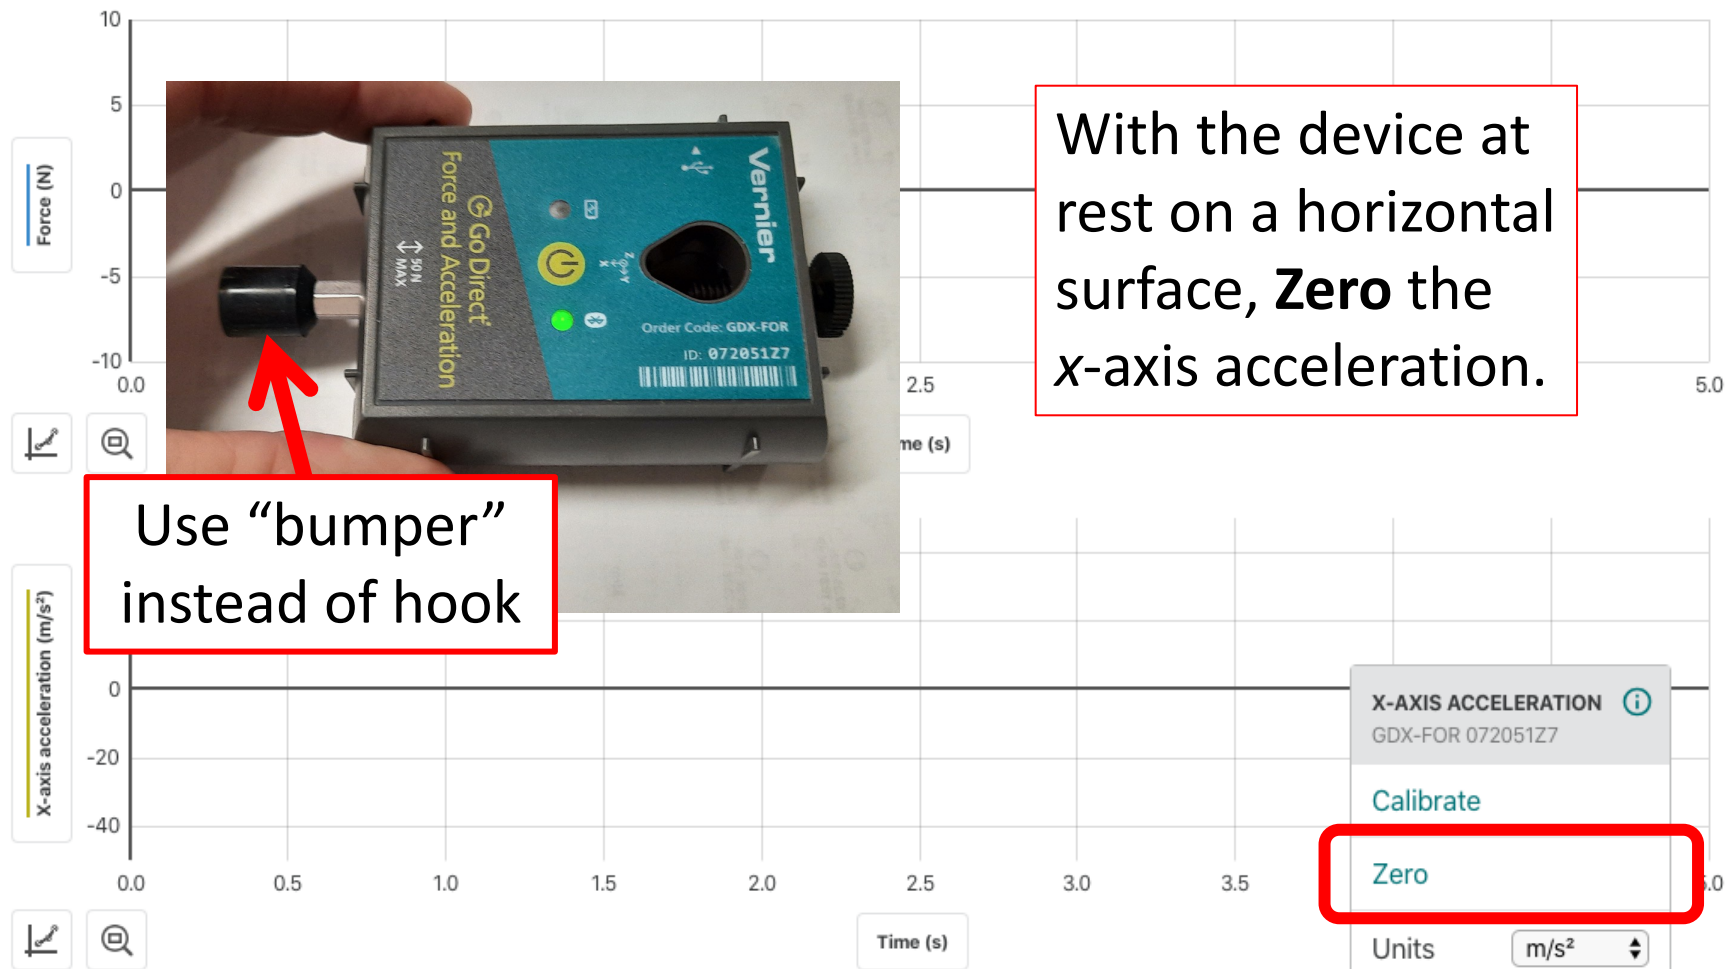 10
5
0
-5
-10
Force (N)
0.0
2.5
5.0
me (s)
Vernier
Go Direct®
Force and Acceleration
50 N
MAX
Z Y
X
Order Code: GDX-FOR
ID: 072051Z7
With the device at
rest on a horizontal
surface, Zero the
x-axis acceleration.
Use “bumper”
instead of hook
X-axis acceleration (m/s²)
0
-20
-40
0.0
0.5
1.0
1.5
2.0
2.5
3.0
3.5
5.0
Time (s)
X-AXIS ACCELERATION
GDX-FOR 072051Z7
Calibrate
Zero
Units
m/s²